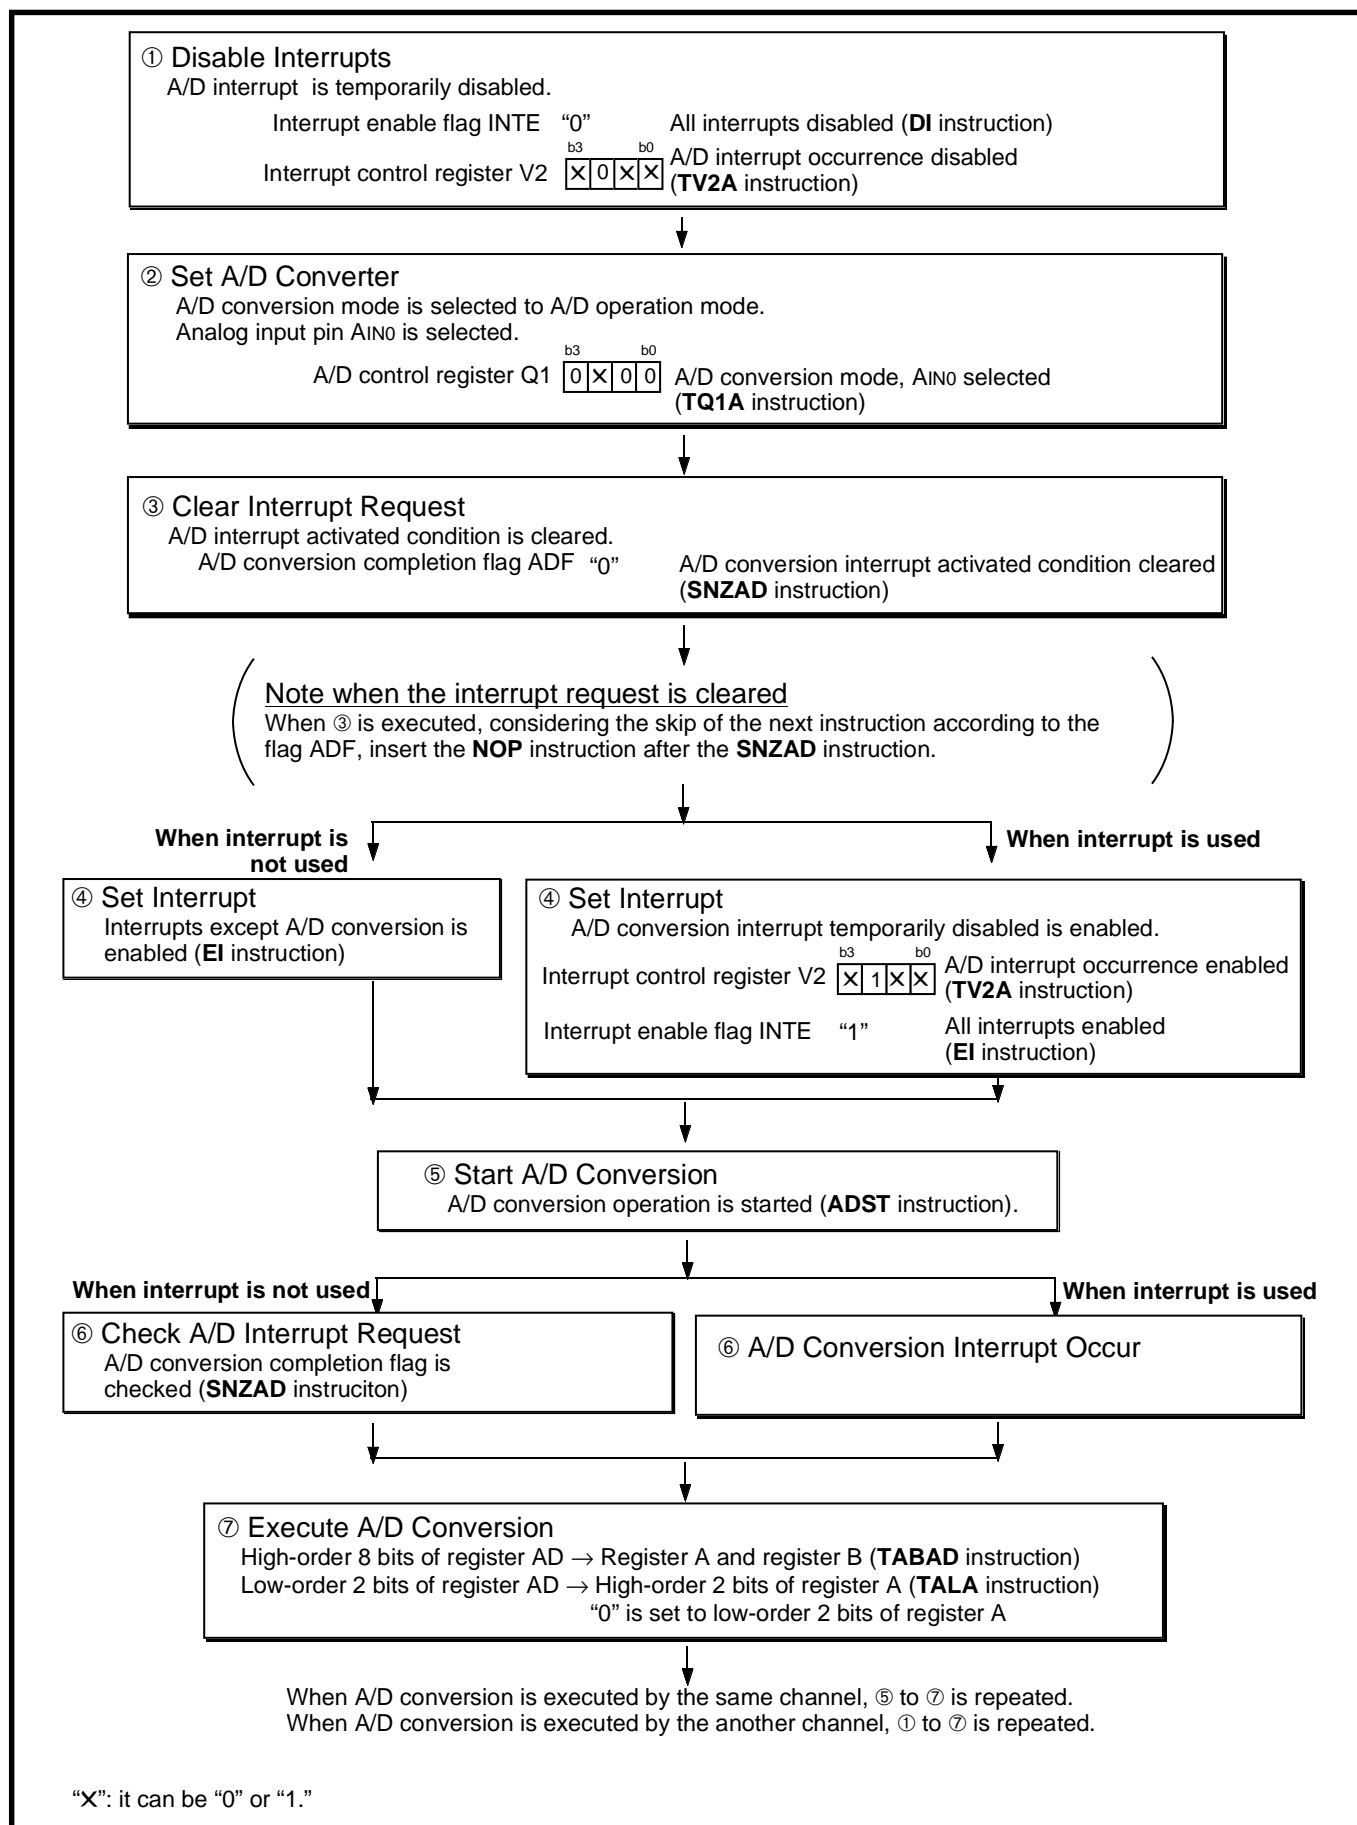 ① Disable Interrupts
A/D interrupt is temporarily disabled.
Interrupt enable flag INTE “0” All interrupts disabled (DI instruction)
b3 b0
Interrupt control register V2 X 0 X X A/D interrupt occurrence disabled
(TV2A instruction)
② Set A/D Converter
A/D conversion mode is selected to A/D operation mode.
Analog input pin AIN0 is selected.
b3 b0
A/D control register Q1 0 X 0 0 A/D conversion mode, AIN0 selected
(TQ1A instruction)
③ Clear Interrupt Request
A/D interrupt activated condition is cleared.
A/D conversion completion flag ADF “0” A/D conversion interrupt activated condition cleared
(SNZAD instruction)
Note when the interrupt request is cleared
When ③ is executed, considering the skip of the next instruction according to the
flag ADF, insert the NOP instruction after the SNZAD instruction.
When interrupt is
not used
When interrupt is used
④ Set Interrupt
Interrupts except A/D conversion is
enabled (EI instruction)
④ Set Interrupt
A/D conversion interrupt temporarily disabled is enabled.
b3 b0
Interrupt control register V2 X 1 X X A/D interrupt occurrence enabled
(TV2A instruction)
Interrupt enable flag INTE “1” All interrupts enabled
(EI instruction)
⑤ Start A/D Conversion
A/D conversion operation is started (ADST instruction).
When interrupt is not used
When interrupt is used
⑥ Check A/D Interrupt Request
A/D conversion completion flag is
checked (SNZAD instruciton)
⑥ A/D Conversion Interrupt Occur
⑦ Execute A/D Conversion
High-order 8 bits of register AD → Register A and register B (TABAD instruction)
Low-order 2 bits of register AD → High-order 2 bits of register A (TALA instruction)
“0” is set to low-order 2 bits of register A
When A/D conversion is executed by the same channel, ⑤ to ⑦ is repeated.
When A/D conversion is executed by the another channel, ① to ⑦ is repeated.
“X”: it can be “0” or “1.”